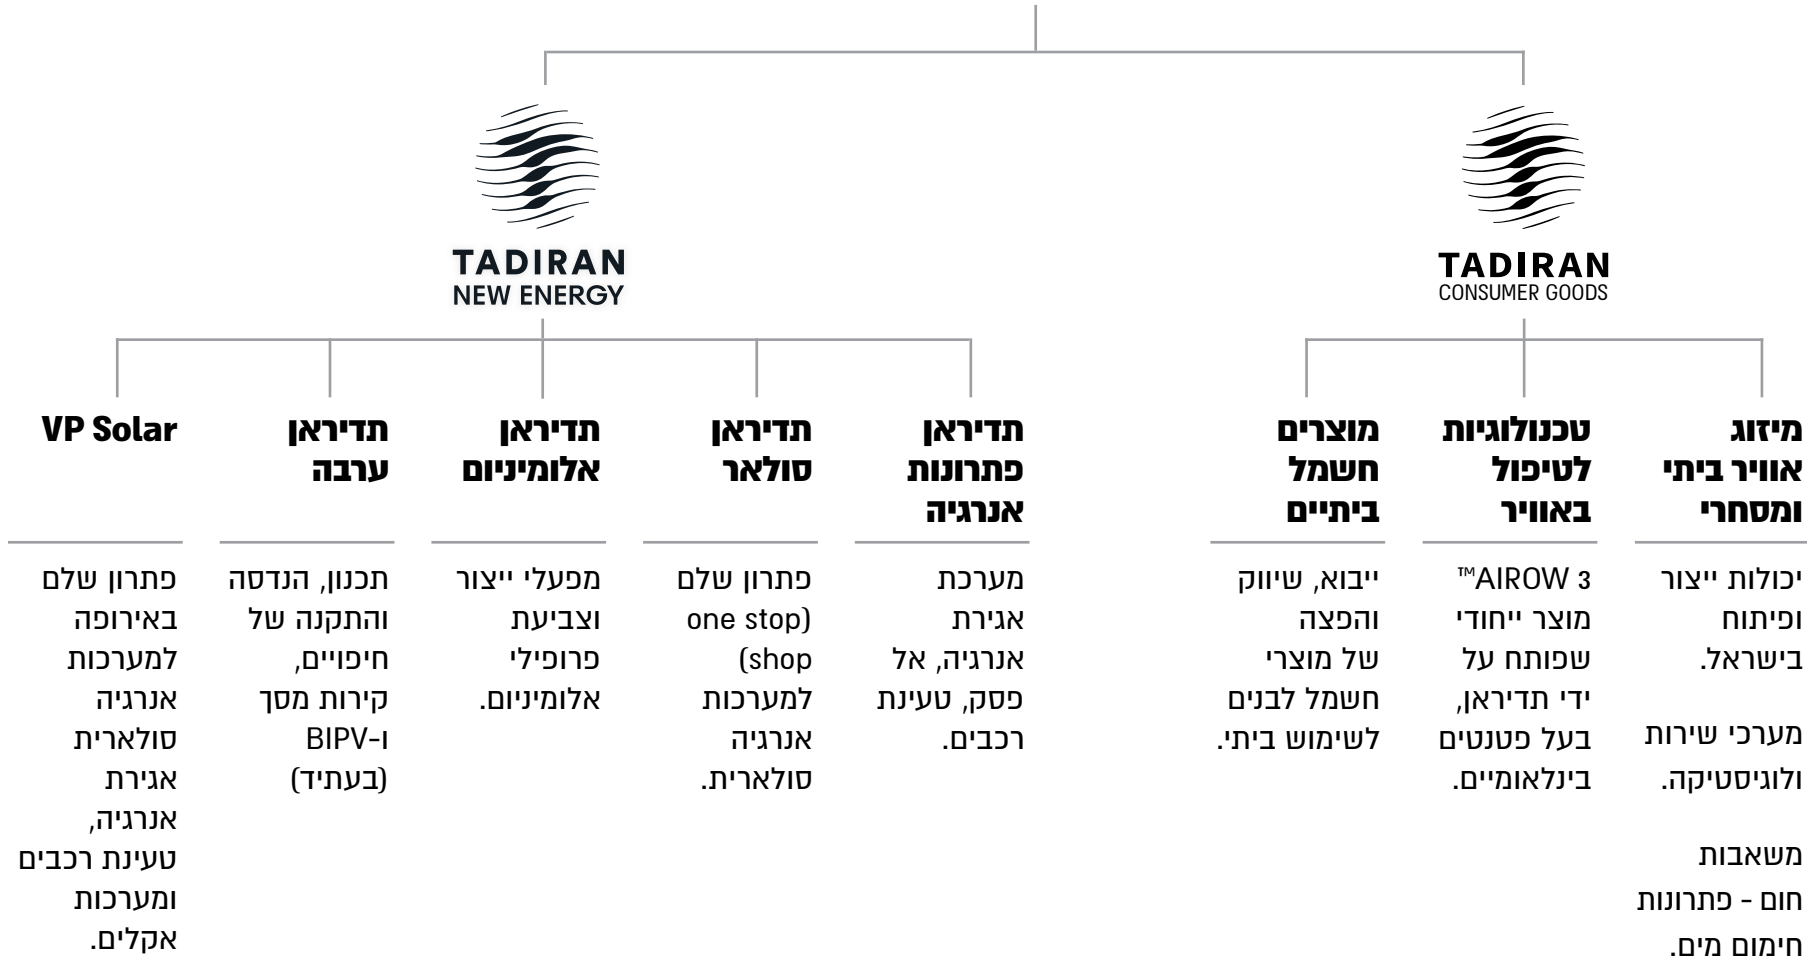 TADIRAN
CONSUMER GOODS
מיזוג
אוויר ביתי
ומסחרי
יכולות ייצור
ופיתוח
בישראל.
מערכי שירות
ולוגיסטיקה.
משאבות
חום - פתרונות
חימום מים.
טכנולוגיות
לטיפול
באוויר
AIROW 3™
מוצר ייחודי
שפותח על
ידי תדיראן,
בעל פטנטים
בינלאומיים.
מוצרים
חשמל
ביתיים
ייבוא, שיווק
והפצה
של מוצרי
חשמל לבנים
לשימוש ביתי.
TADIRAN
NEW ENERGY
תדיראן
פתרונות
אנרגיה
מערכת
אגירת
אנרגיה, אל
פסק, טעינת
רכבים.
תדיראן
סולאר
פתרון שלם
(one stop
shop)
למערכות
אנרגיה
סולארית.
תדיראן
אלומיניום
מפעלי ייצור
וצביעת
פרופילי
אלומיניום.
תדיראן
ערבה
תכנון, הנדסה
והתקנה של
חיפויים,
קירות מסך
ו-BIPV
(בעתיד)
VP Solar
פתרון שלם
באירופה
למערכות
אנרגיה
סולארית
אגירת
אנרגיה,
טעינת רכבים
ומערכות
אקלים.